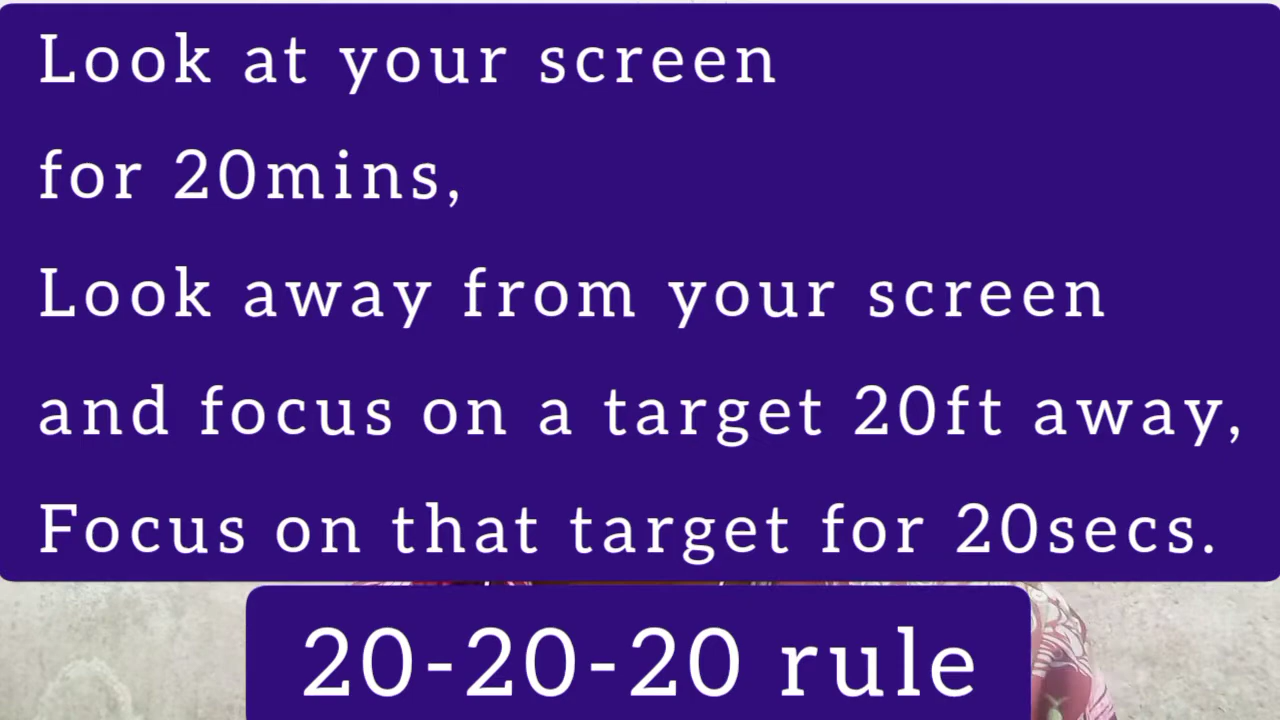 Look at your screen
for 20mins,
Look away from your screen
and focus on a target 20ft away,
Focus on that target for 20secs.
20-20-20 rule